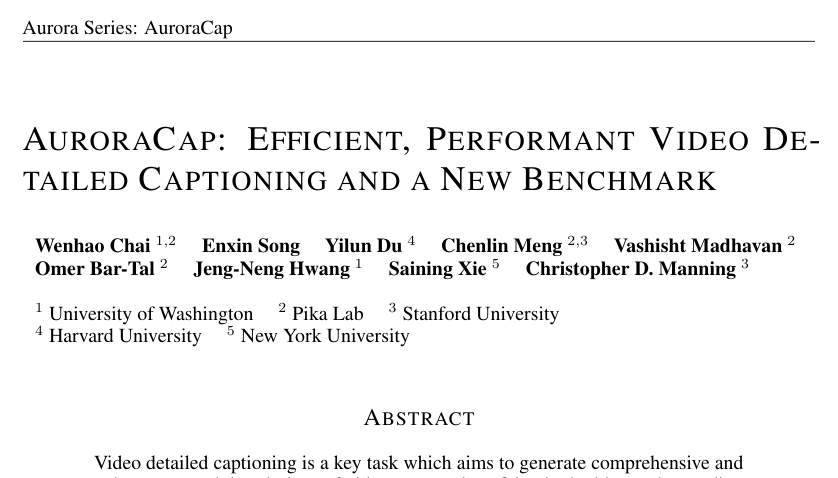 Aurora Series: AuroraCap
AURORACAP: EFFICIENT, PERFORMANT VIDEO DE-
TAILED CAPTIONING AND A NEW BENCHMARK
Wenhao Chai 1,2 Enxin Song Yilun Du 4 Chenlin Meng 2,3 Vashisht Madhavan 2
Omer Bar-Tal 2 Jeng-Neng Hwang 1 Saining Xie 5 Christopher D. Manning 3
1 University of Washington 2 Pika Lab 3 Stanford University
4 Harvard University 5 New York University
ABSTRACT
Video detailed captioning is a key task which aims to generate comprehensive and